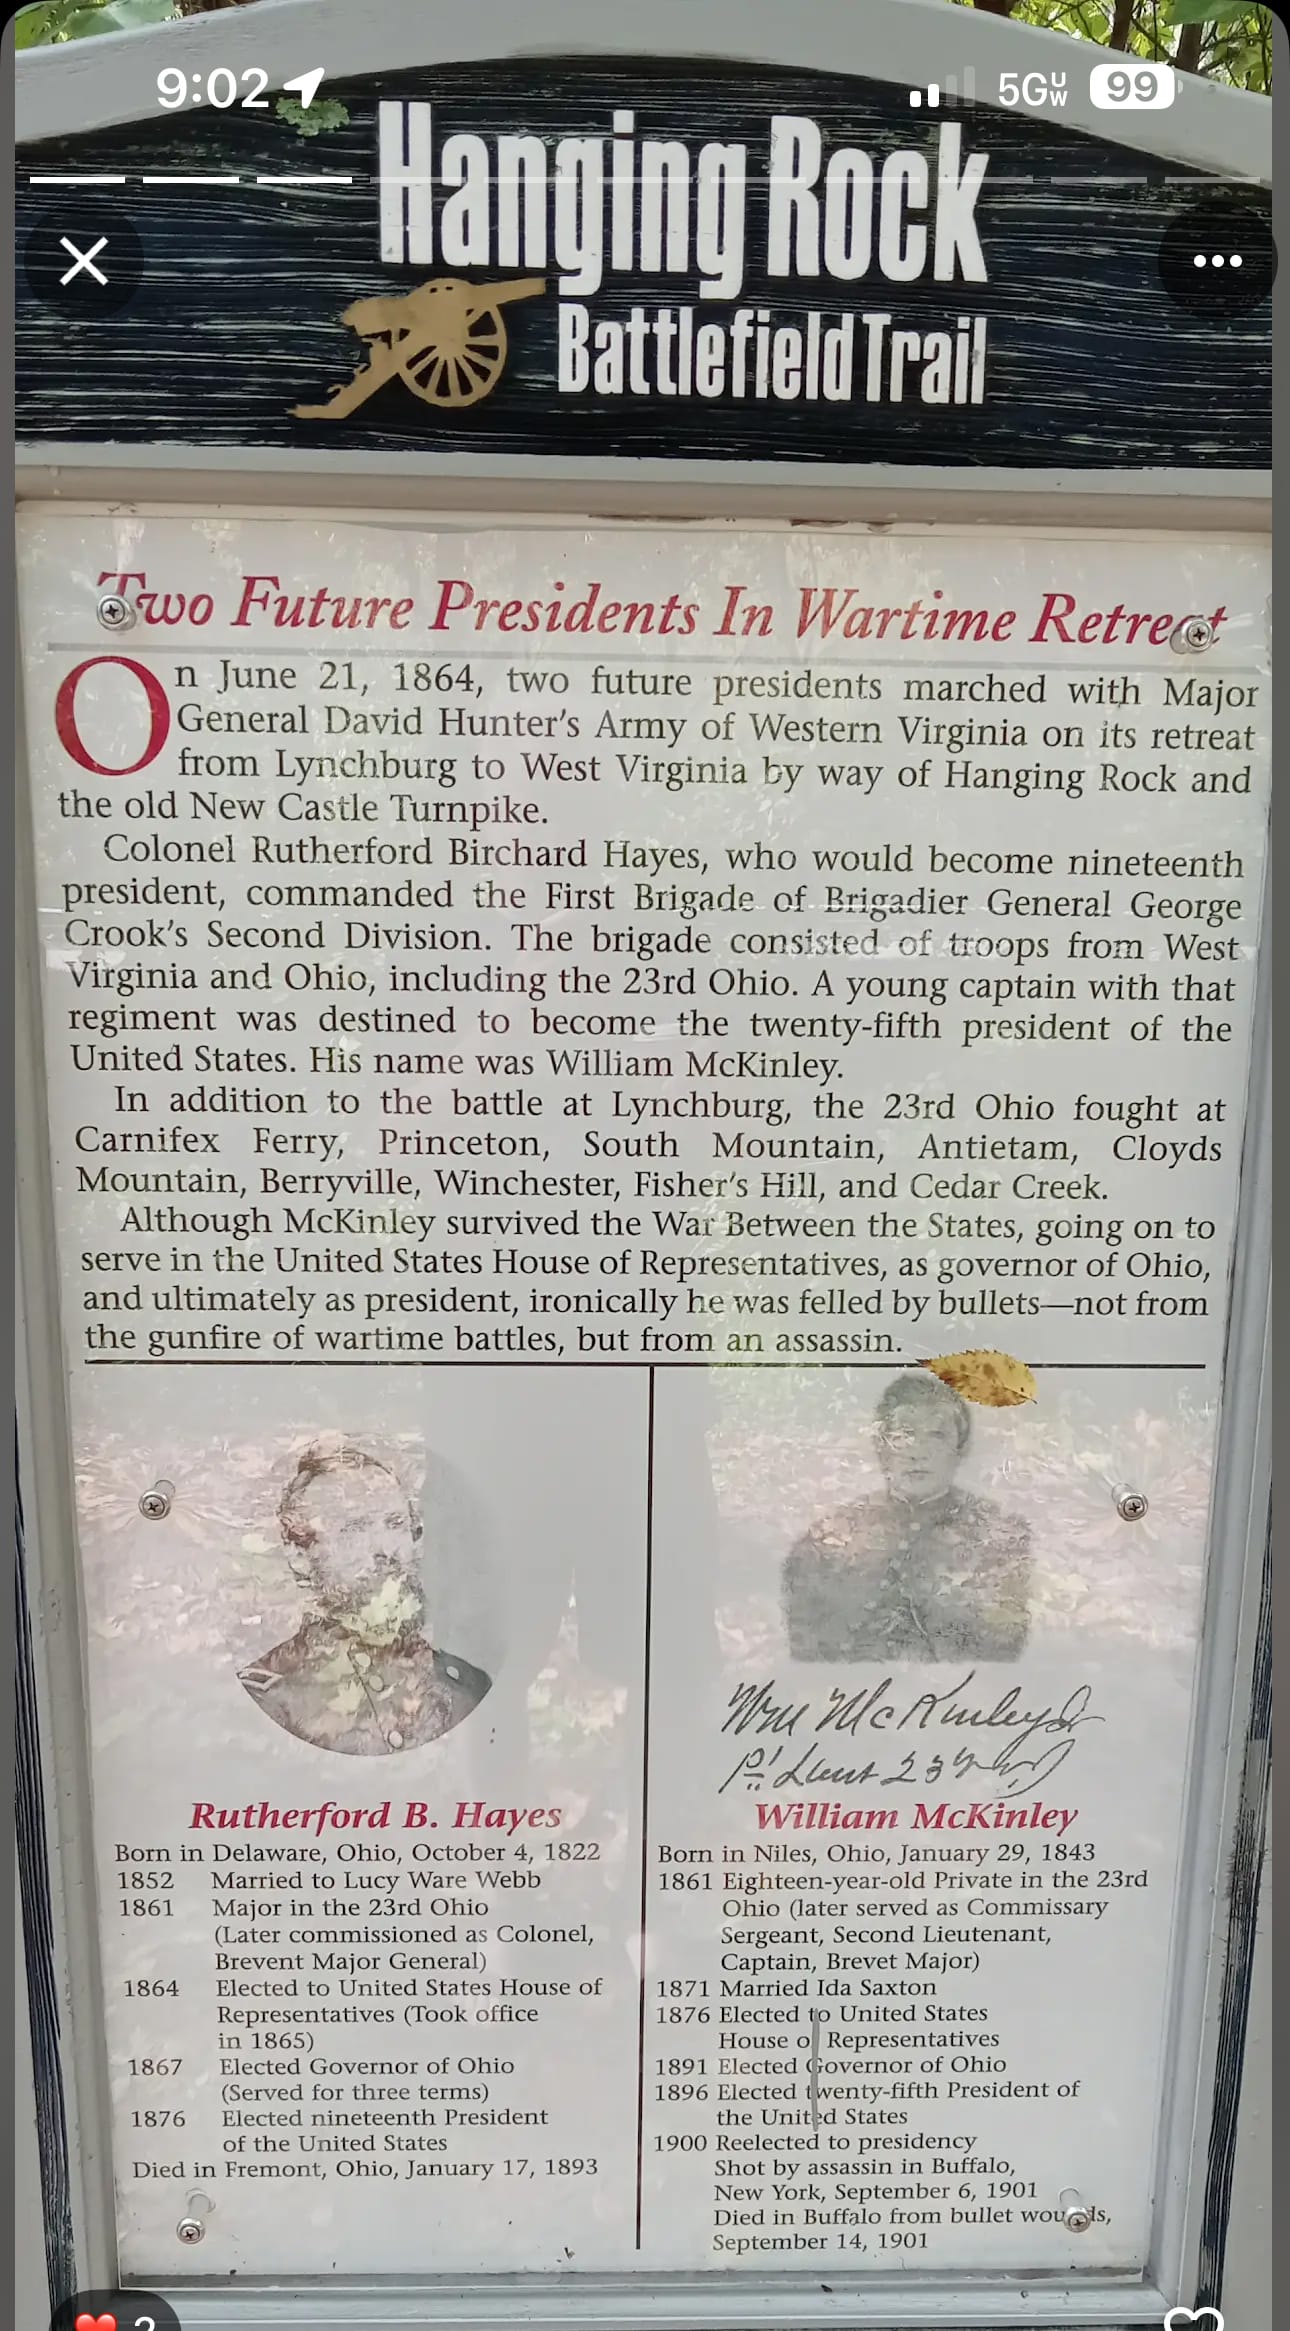 9:02
5GUW
99
Hanging Rock
Battlefield Trail
Two Future Presidents In Wartime Retreat
On June 21, 1864, two future presidents marched with Major
General David Hunter's Army of Western Virginia on its retreat
from Lynchburg to West Virginia by way of Hanging Rock and
the old New Castle Turnpike.
Colonel Rutherford Birchard Hayes, who would become nineteenth
president, commanded the First Brigade of Brigadier General George
Crook's Second Division. The brigade consisted of troops from West
Virginia and Ohio, including the 23rd Ohio. A young captain with that
regiment was destined to become the twenty-fifth president of the
United States. His name was William McKinley.
In addition to the battle at Lynchburg, the 23rd Ohio fought at
Carnifex Ferry, Princeton, South Mountain, Antietam, Cloyds
Mountain, Berryville, Winchester, Fisher's Hill, and Cedar Creek.
Although McKinley survived the War Between the States, going on to
serve in the United States House of Representatives, as governor of Ohio,
and ultimately as president, ironically he was felled by bullets—not from
the gunfire of wartime battles, but from an assassin.
Rutherford B. Hayes
Born in Delaware, Ohio, October 4, 1822
1852 Married to Lucy Ware Webb
1861 Major in the 23rd Ohio
(Later commissioned as Colonel,
Brevent Major General)
1864 Elected to United States House of
Representatives (Took office
in 1865)
1867 Elected Governor of Ohio
(Served for three terms)
1876 Elected nineteenth President
of the United States
Died in Fremont, Ohio, January 17, 1893
Wm McKinley Jr
1st Lieut 23
William McKinley
Born in Niles, Ohio, January 29, 1843
1861 Eighteen-year-old Private in the 23rd
Ohio (later served as Commissary
Sergeant, Second Lieutenant,
Captain, Brevet Major)
1871 Married Ida Saxton
1876 Elected to United States
House of Representatives
1891 Elected Governor of Ohio
1896 Elected twenty-fifth President of
the United States
1900 Reelected to presidency
Shot by assassin in Buffalo,
New York, September 6, 1901
Died in Buffalo from bullet wounds,
September 14, 1901
2